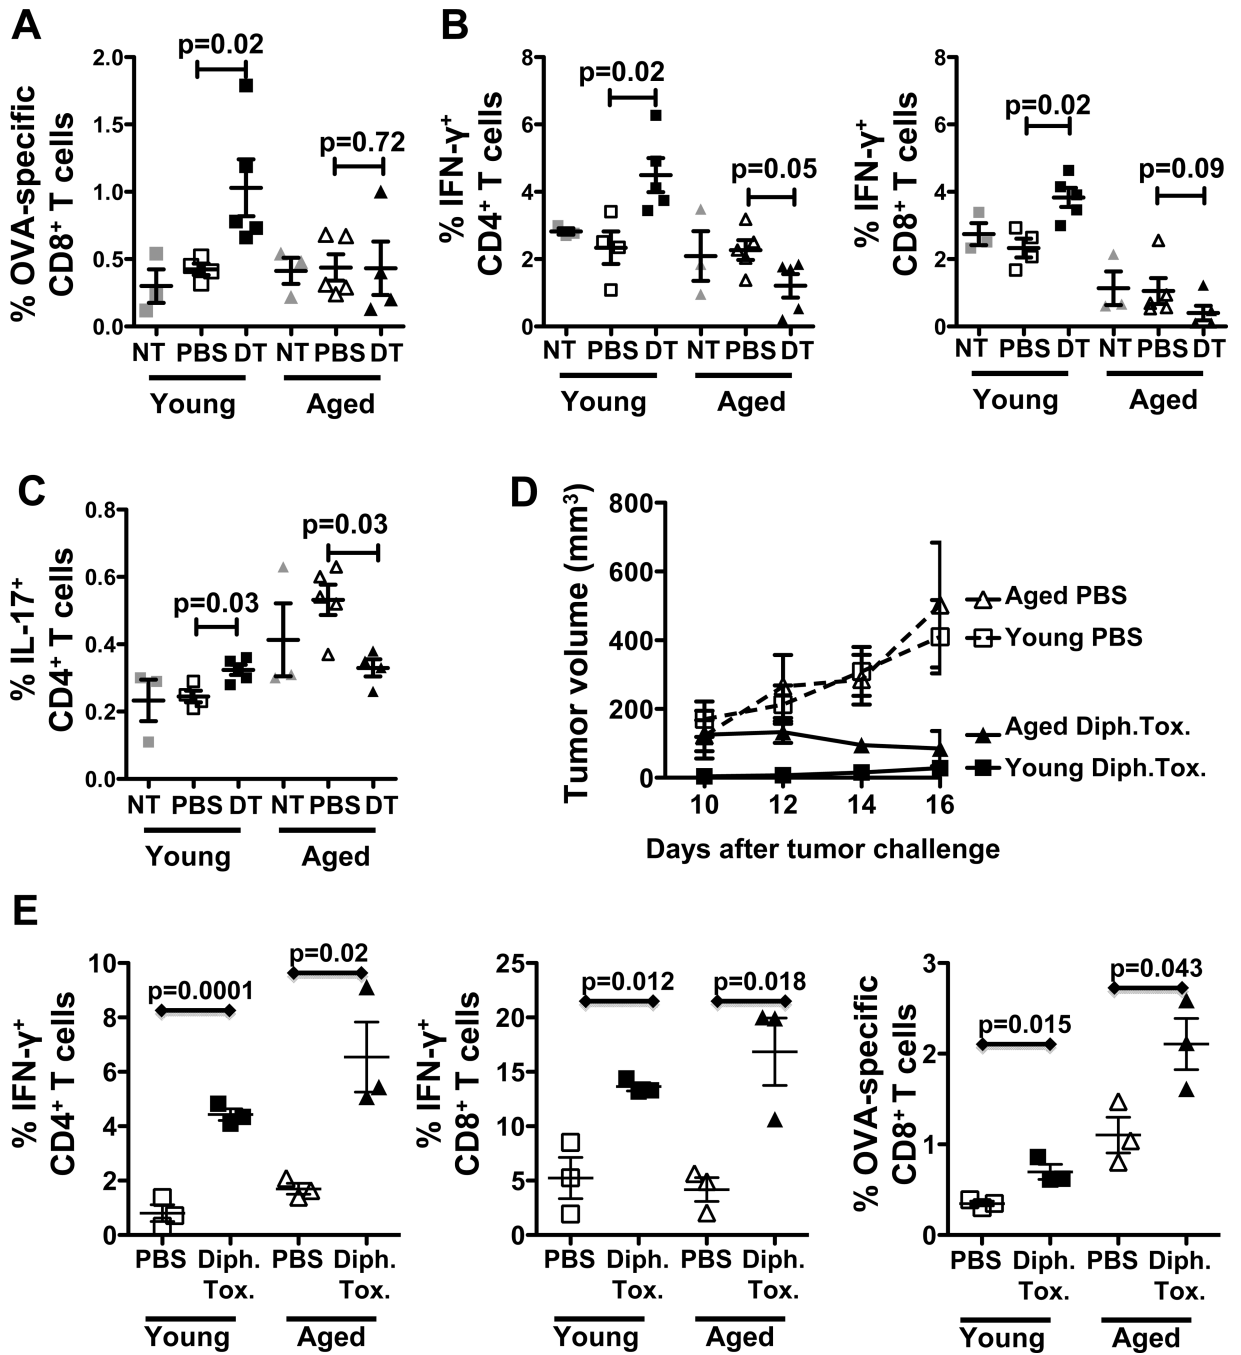 A
% OVA-specific
CD8⁺ T cells
2.0
1.5
1.0
0.5
0.0
p=0.02
p=0.72
NT PBS DT NT PBS DT
Young Aged
B
% IFN-γ⁺
CD4⁺ T cells
8
6
4
2
0
p=0.02
p=0.05
NT PBS DT NT PBS DT
Young Aged
% IFN-γ⁺
CD8⁺ T cells
8
6
4
2
0
p=0.02
p=0.09
NT PBS DT NT PBS DT
Young Aged
C
% IL-17⁺
CD4⁺ T cells
0.8
0.6
0.4
0.2
0.0
p=0.03
p=0.03
NT PBS DT NT PBS DT
Young Aged
D
Tumor volume (mm³)
800
600
400
200
0
10 12 14 16
Days after tumor challenge
Aged PBS
Young PBS
Aged Diph.Tox.
Young Diph.Tox.
E
% IFN-γ⁺
CD4⁺ T cells
10
8
6
4
2
0
p=0.0001
p=0.02
PBS Diph. PBS Diph.
Tox. Tox.
Young Aged
% IFN-γ⁺
CD8⁺ T cells
25
20
15
10
5
0
p=0.012
p=0.018
PBS Diph. PBS Diph.
Tox. Tox.
Young Aged
% OVA-specific
CD8⁺ T cells
3
2
1
0
p=0.015
p=0.043
PBS Diph. PBS Diph.
Tox. Tox.
Young Aged